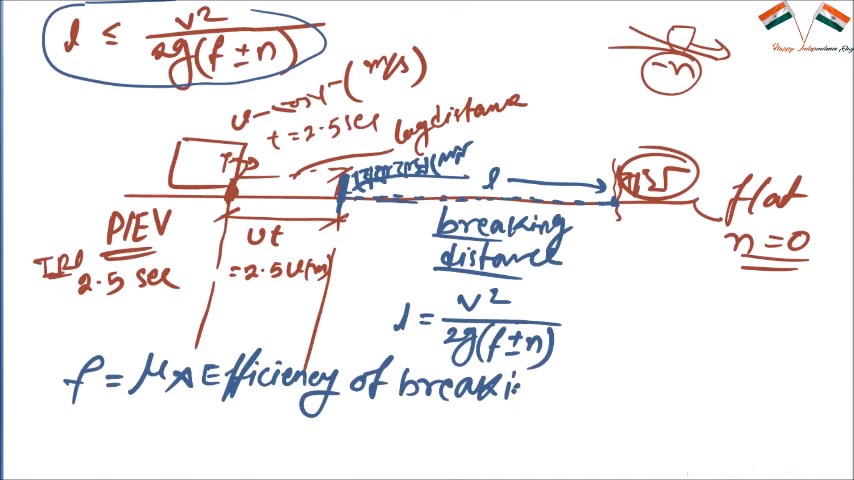 l ≤ v² / 2g(f ± n)
-n
Happy Independence Day
(m/s)
t = 2.5 sec
lag distance
l
flat
n = 0
PIEV
2.5 sec
vt
= 2.5 v (m)
breaking
distance
l = v² / 2g(f ± n)
f = μ x Efficiency of breaki